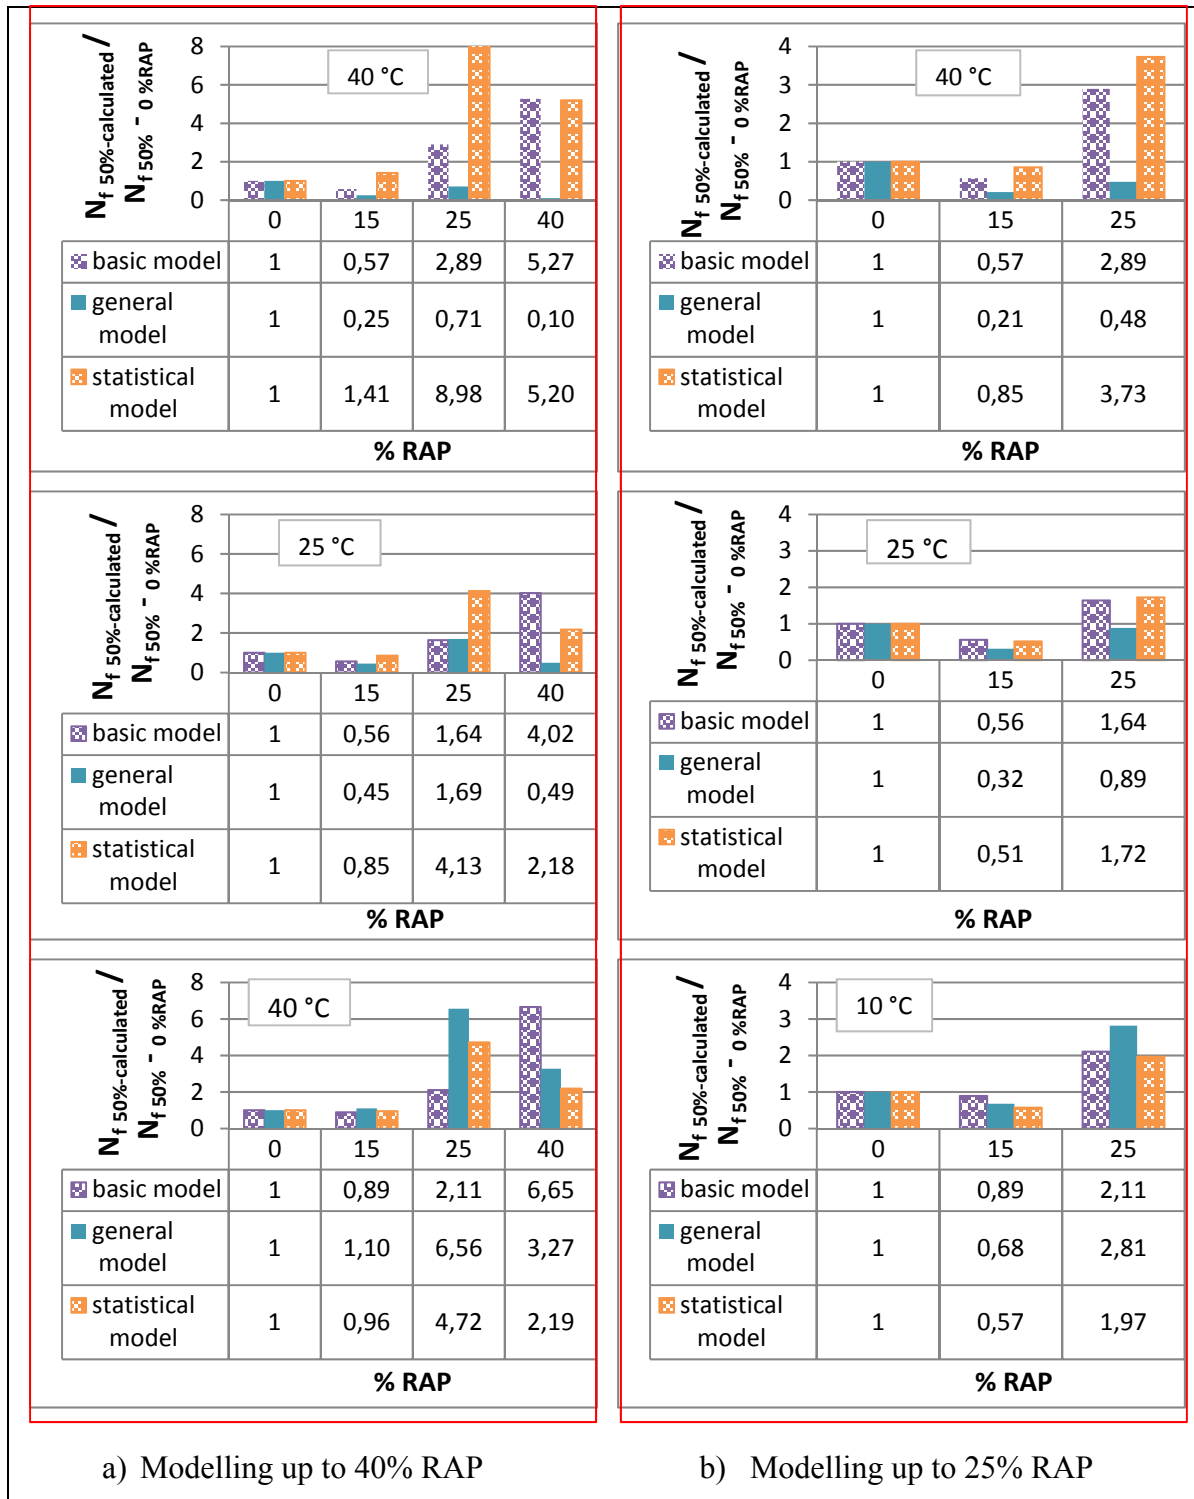 N f 50%-calculated /
N f 50% - 0 %RAP
8
6
4
2
0
40 °C
0 15 25 40
basic model 1 0,57 2,89 5,27
general model 1 0,25 0,71 0,10
statistical model 1 1,41 8,98 5,20
% RAP
N f 50%-calculated /
N f 50% - 0 %RAP
4
3
2
1
0
40 °C
0 15 25
basic model 1 0,57 2,89
general model 1 0,21 0,48
statistical model 1 0,85 3,73
% RAP
N f 50%-calculated /
N f 50% - 0 %RAP
8
6
4
2
0
25 °C
0 15 25 40
basic model 1 0,56 1,64 4,02
general model 1 0,45 1,69 0,49
statistical model 1 0,85 4,13 2,18
% RAP
N f 50%-calculated /
N f 50% - 0 %RAP
4
3
2
1
0
25 °C
0 15 25
basic model 1 0,56 1,64
general model 1 0,32 0,89
statistical model 1 0,51 1,72
% RAP
N f 50%-calculated /
N f 50% - 0 %RAP
8
6
4
2
0
40 °C
0 15 25 40
basic model 1 0,89 2,11 6,65
general model 1 1,10 6,56 3,27
statistical model 1 0,96 4,72 2,19
% RAP
N f 50%-calculated /
N f 50% - 0 %RAP
4
3
2
1
0
10 °C
0 15 25
basic model 1 0,89 2,11
general model 1 0,68 2,81
statistical model 1 0,57 1,97
% RAP
a) Modelling up to 40% RAP
b) Modelling up to 25% RAP